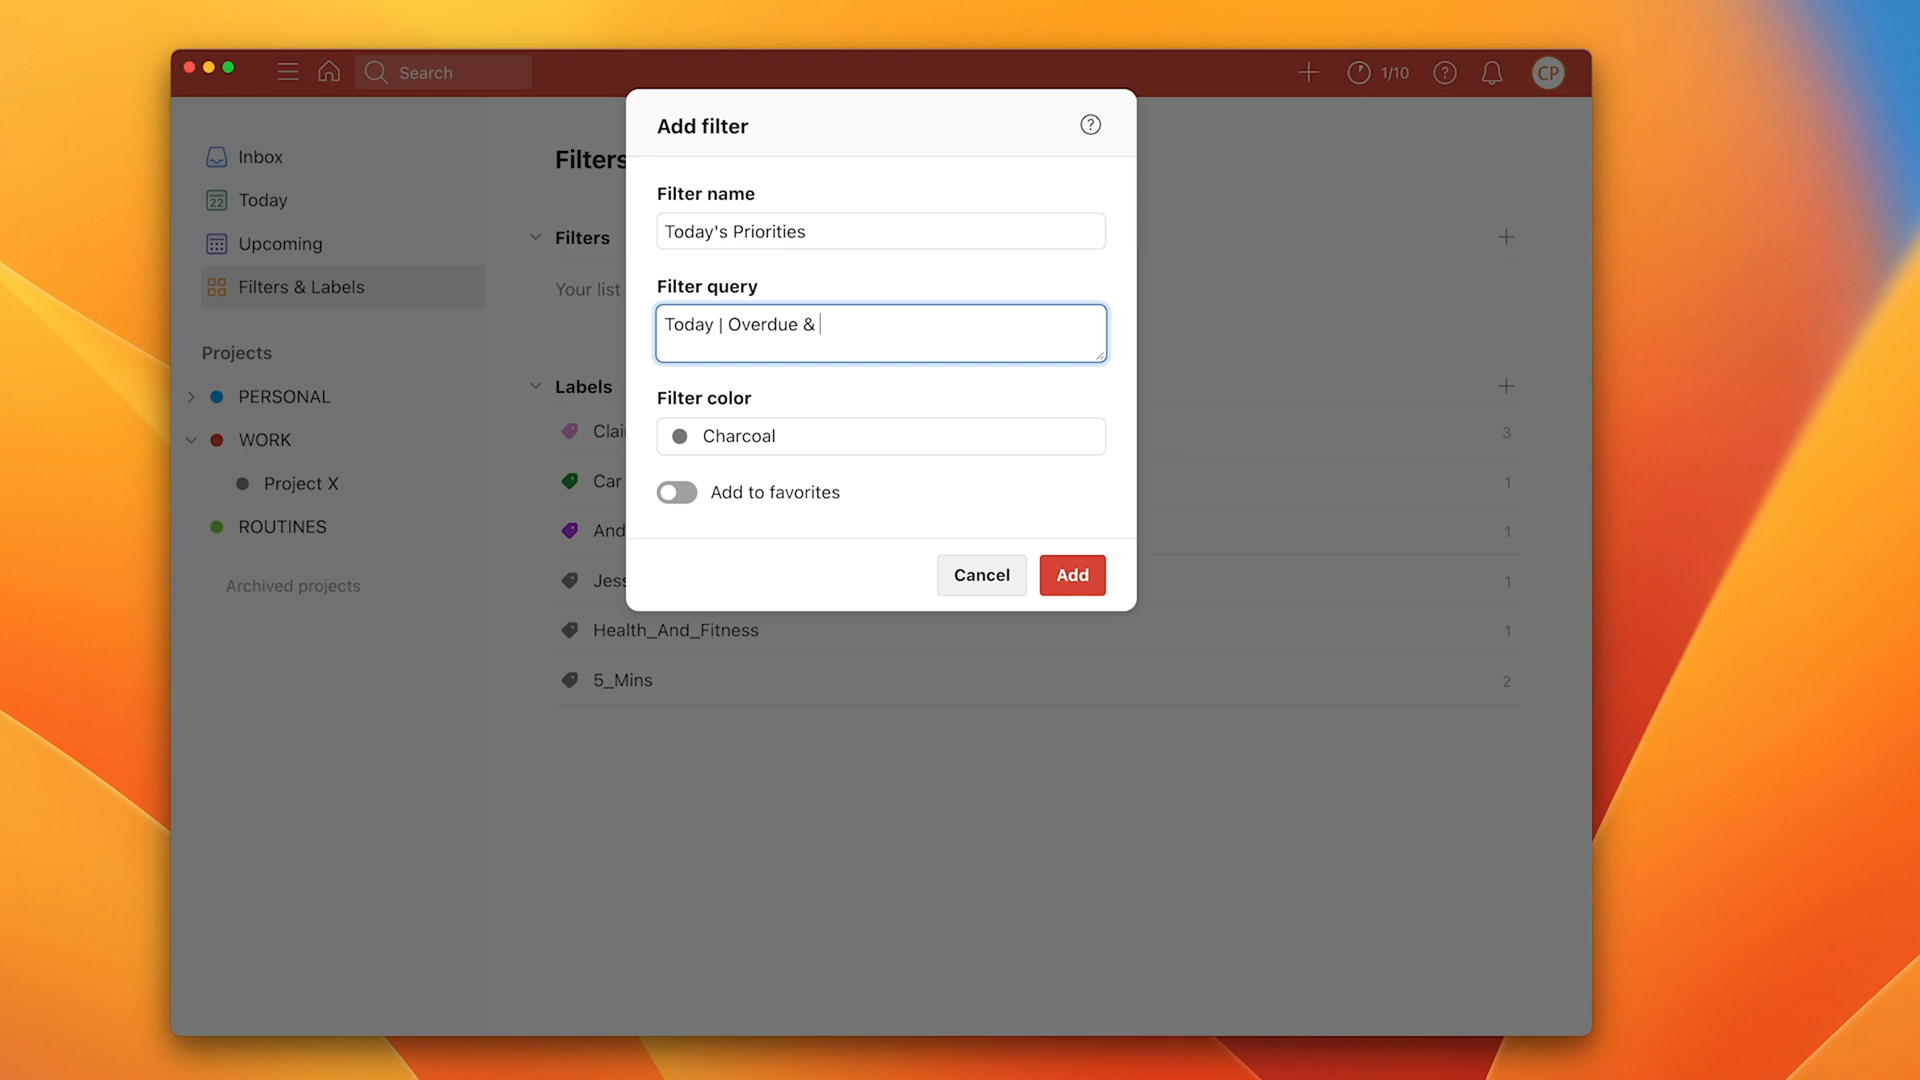 Search
1/10
CP
Inbox
22
Today
Upcoming
Filters & Labels
Projects
PERSONAL
WORK
Project X
ROUTINES
Archived projects
Filters
Filters
Your list
Labels
Clai
3
Car
1
And
1
Jess
1
Health_And_Fitness
1
5_Mins
2
Add filter
?
Filter name
Today's Priorities
Filter query
Today | Overdue &
Filter color
Charcoal
Add to favorites
Cancel
Add